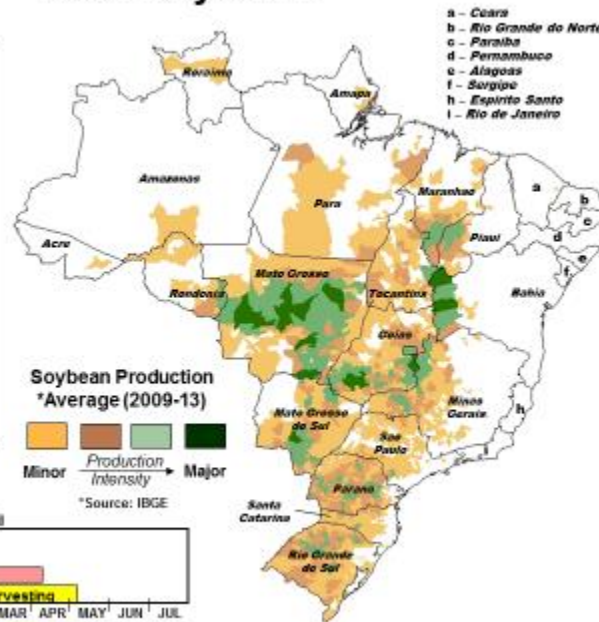 a - Ceara
b - Rio Grande do Norte
c - Paraiba
d - Pernambuco
e - Alagoas
f - Sergipe
h - Espirito Santo
i - Rio de Janeiro
Roraima
Amapa
Amazonas
Para
Maranhao
a
b
c
d
e
f
Piaui
Acre
Rondonia
Mato Grosso
Tocantins
Bahia
Goias
Minas
Gerais
h
i
Mato Grosso
do Sul
Sao
Paulo
Parana
Santa
Catarina
Rio Grande
do Sul
Soybean Production
*Average (2009-13)
Minor
Production
Intensity
Major
*Source: IBGE
MAR APR MAY JUN JUL